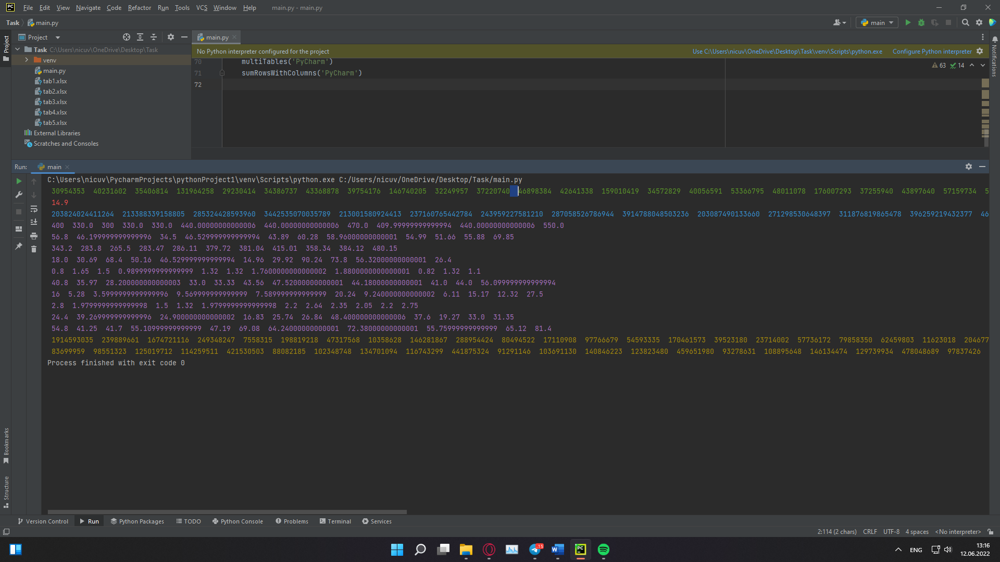 File Edit View Navigate Code Refactor Run Tools VCS Window Help main.py - main.py
Task main.py
main
Project
Project
main.py
Notifications
Task C:\Users\nicuv\OneDrive\Desktop\Task
venv
main.py
tab1.xlsx
tab2.xlsx
tab3.xlsx
tab4.xlsx
tab5.xlsx
External Libraries
Scratches and Consoles
No Python interpreter configured for the project Use C:\Users\nicuv\OneDrive\Desktop\Task\venv\Scripts\python.exe Configure Python interpreter
70 multiTables('PyCharm')
63 14
71 sumRowsWithColumns('PyCharm')
72
Run: main
C:\Users\nicuv\PycharmProjects\pythonProject1\venv\Scripts\python.exe C:/Users/nicuv/OneDrive/Desktop/Task/main.py
30954353 40231602 35406814 131964258 29230414 34386737 43368878 39754176 146740205 32249957 37220740 46898384 42641338 159010419 34572829 40056591 53366795 48011078 176007293 37255940 43897640 57159734 5
14.9
203824024411264 213388339158805 285324428593960 3442535070035789 213001580924413 237160765442784 243959227581210 287058526786944 3914788048503236 203087490133660 271298530648397 311876819865478 396259219432377 46
400 330.0 300 330.0 330.0 440.00000000000006 440.00000000000006 470.0 409.99999999999994 440.00000000000006 550.0
56.8 46.199999999999996 34.5 46.529999999999994 43.89 60.28 58.96000000000001 54.99 51.66 55.88 69.85
343.2 283.8 265.5 283.47 286.11 379.72 381.04 415.01 358.34 384.12 480.15
18.0 30.69 68.4 50.16 46.529999999999994 14.96 29.92 90.24 73.8 56.32000000000001 26.4
0.8 1.65 1.5 0.9899999999999999 1.32 1.32 1.7600000000000002 1.8800000000000001 0.82 1.32 1.1
40.8 35.97 28.200000000000003 33.0 33.33 43.56 47.52000000000001 44.18000000000001 41.0 44.0 56.099999999999994
16 5.28 3.5999999999999996 9.569999999999999 7.589999999999999 20.24 9.240000000000002 6.11 15.17 12.32 27.5
2.8 1.9799999999999998 1.5 1.32 1.9799999999999998 2.2 2.64 2.35 2.05 2.2 2.75
24.4 39.269999999999996 24.900000000000002 16.83 25.74 26.84 48.400000000000006 37.6 19.27 33.0 31.35
54.8 41.25 41.7 55.10999999999999 47.19 69.08 64.24000000000001 72.38000000000001 55.75999999999999 65.12 81.4
1914593035 239889661 1674721116 249348247 7558315 198819218 47317568 10358628 146281867 288954424 80494522 17110908 97766679 54593335 170461573 39523180 23714002 57736172 79858350 62459803 11623018 204677
83699959 98551323 125019712 114259511 421530503 88082185 102348748 134701094 116743299 441875324 91291146 103691130 140846223 123823480 459651980 93278631 108895648 146134474 129739934 478048689 97837426
Process finished with exit code 0
Bookmarks
Structure
Version Control Run Python Packages TODO Python Console Problems Terminal Services
2:114 (2 chars) CRLF UTF-8 4 spaces <No interpreter>
PC
15
W
PC
ENG
13:16
12.06.2022